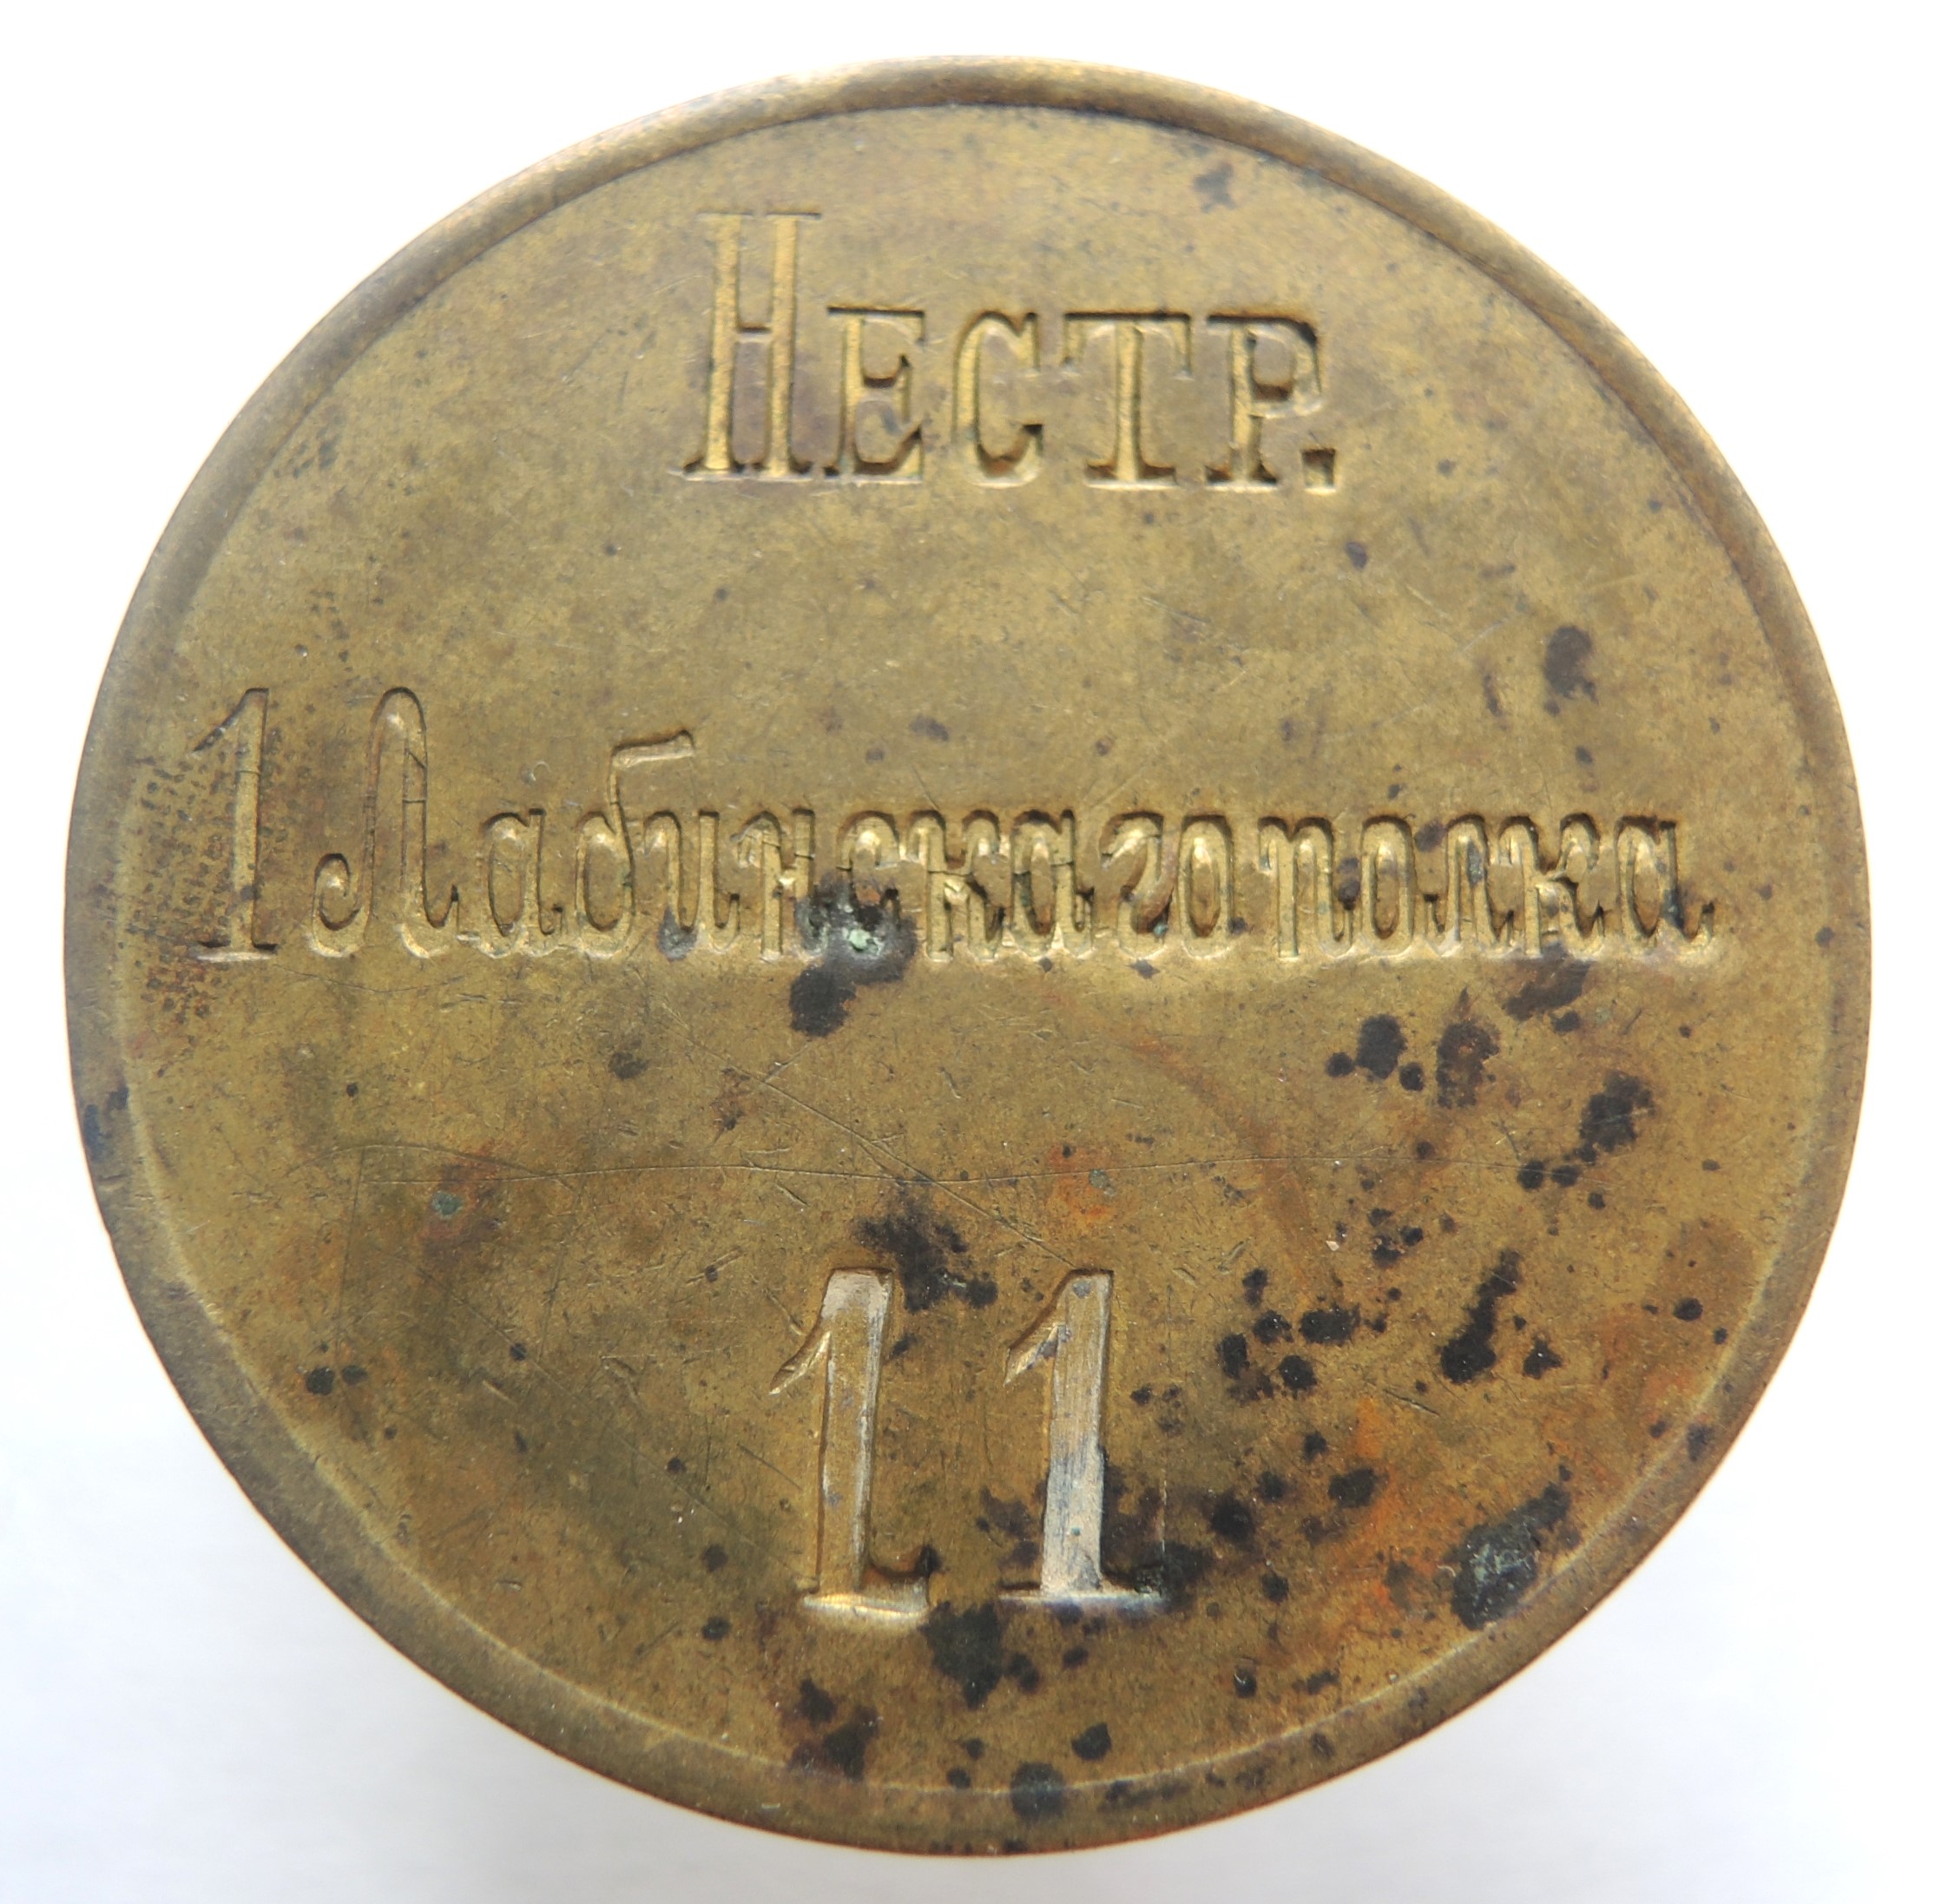 Нестр.
1 Лабинскаго полка
11